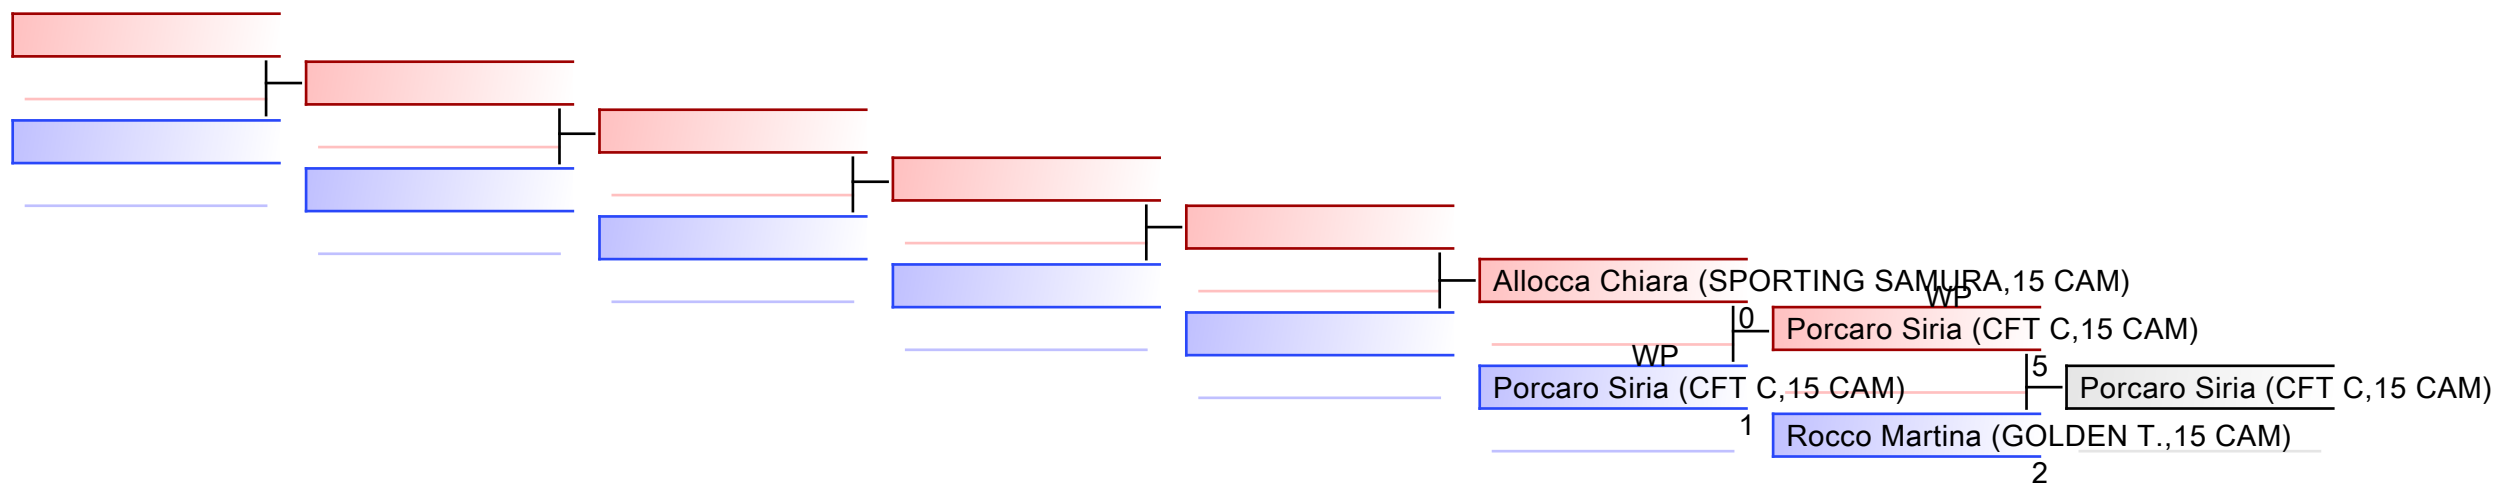 Allocca Chiara (SPORTING SAMURA,15 CAM)
0
WP
Porcaro Siria (CFT C,15 CAM)
1
WP
Porcaro Siria (CFT C,15 CAM)
5
Rocco Martina (GOLDEN T.,15 CAM)
2
Porcaro Siria (CFT C,15 CAM)